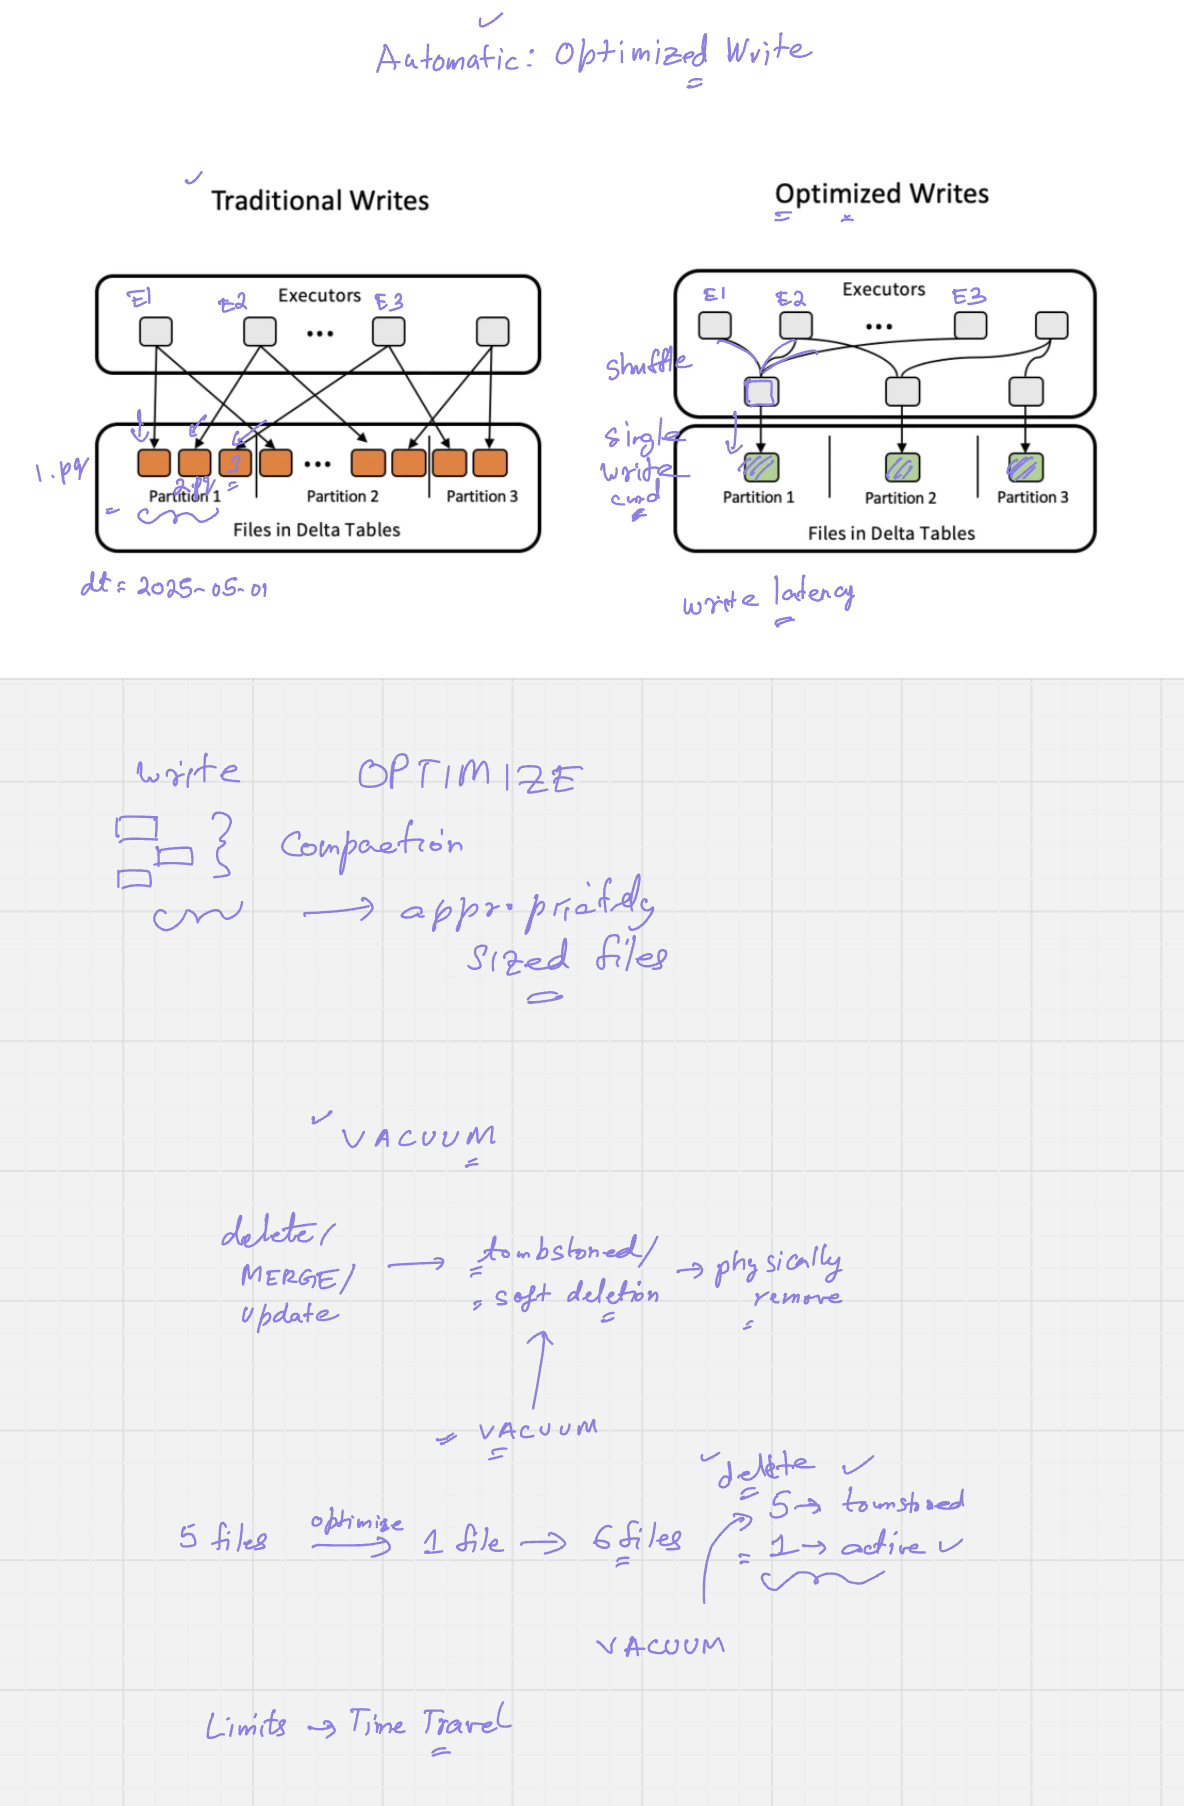 Automatic: Optimized Write
Traditional Writes
Executors
E1 E2 E3
1.pq
2.pq
3
Partition 1 Partition 2 Partition 3
Files in Delta Tables
dt = 2025-05-01
Optimized Writes
Executors
E1 E2 E3
shuffle
single
write
cmd
Partition 1 Partition 2 Partition 3
Files in Delta Tables
write latency
write OPTIMIZE
Compaction
appropriately
sized files
VACUUM
delete/
MERGE/
update
tombstoned/
soft deletion
physically
remove
VACUUM
5 files optimize 1 file 6 files
delete
5 → tomstoned
1 → active
VACUUM
Limits → Time Travel